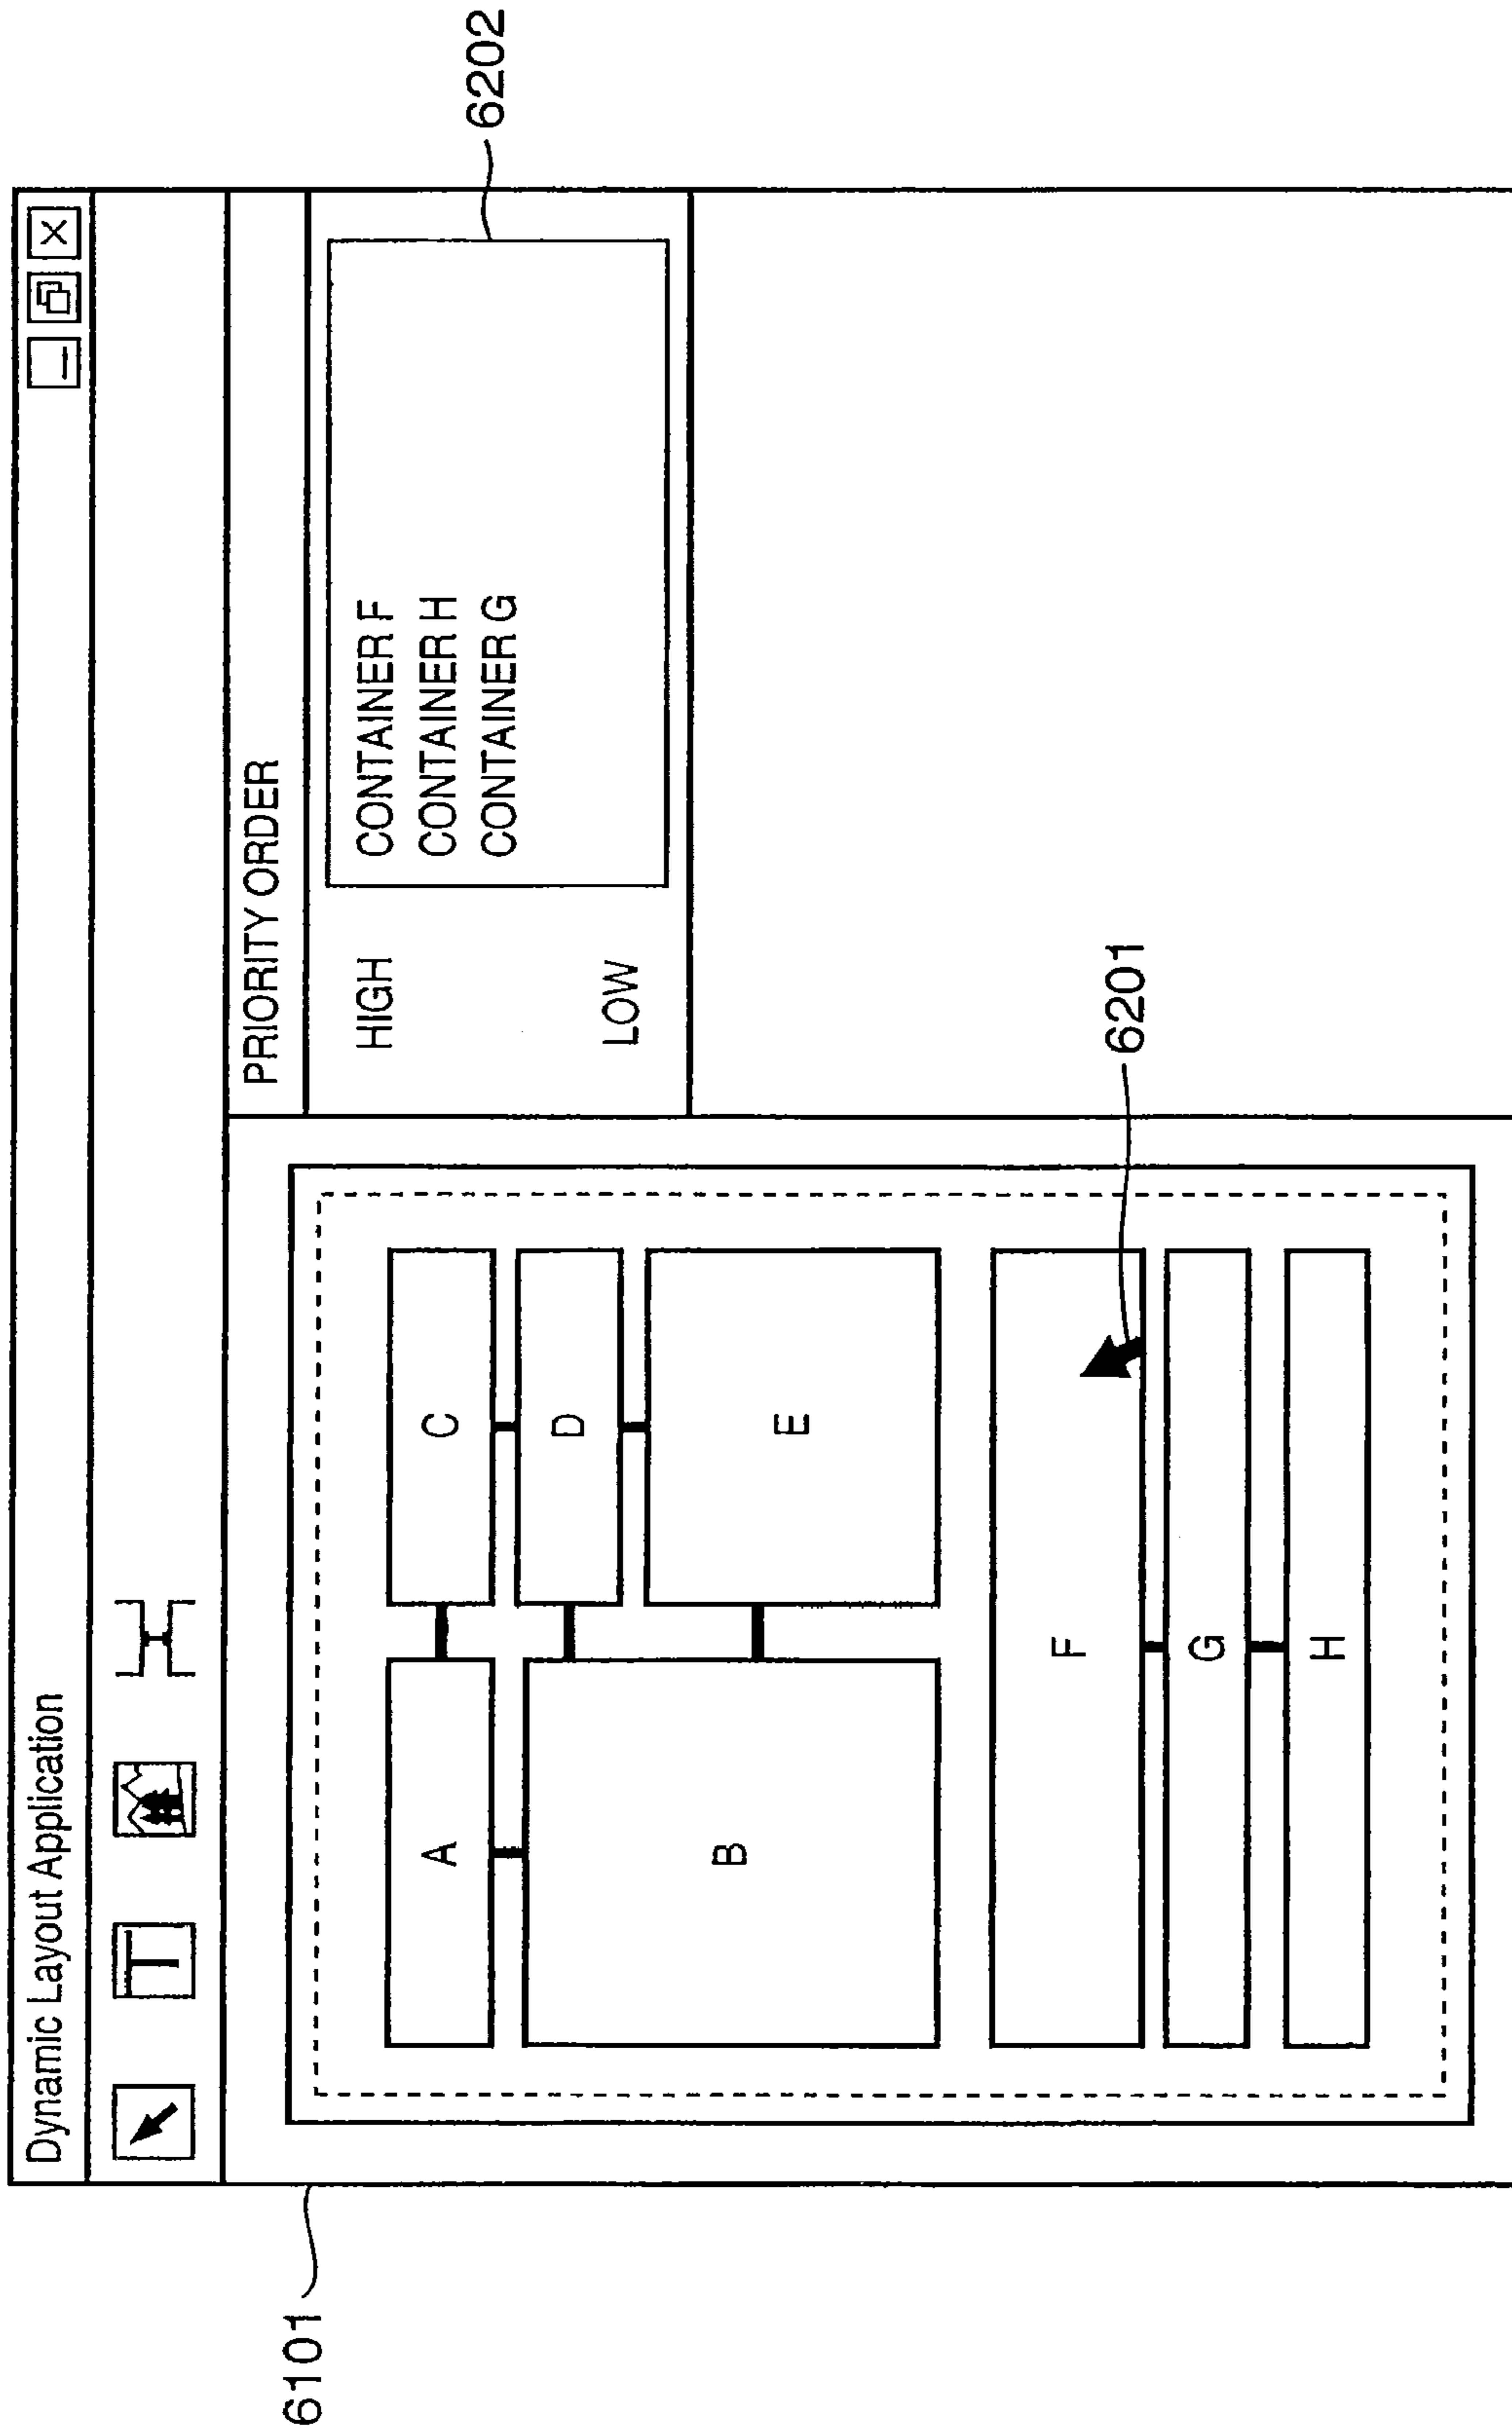 6101
Dynamic Layout Application
T
PRIORITY ORDER
HIGH
LOW
CONTAINER F
CONTAINER H
CONTAINER G
6202
A
C
D
B
E
F
G
H
6201